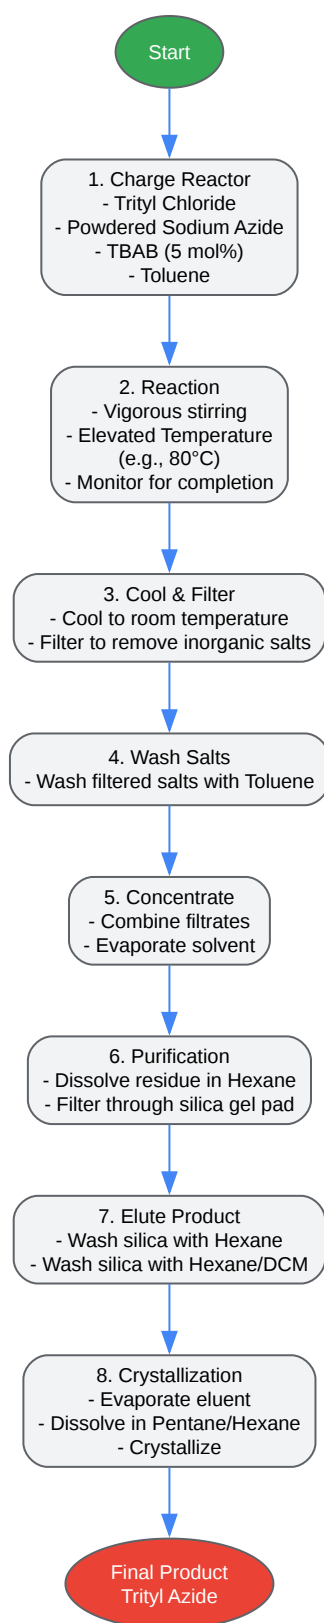 Start
1. Charge Reactor
- Trityl Chloride
- Powdered Sodium Azide
- TBAB (5 mol%)
- Toluene
2. Reaction
- Vigorous stirring
- Elevated Temperature
(e.g., 80°C)
- Monitor for completion
3. Cool & Filter
- Cool to room temperature
- Filter to remove inorganic salts
4. Wash Salts
- Wash filtered salts with Toluene
5. Concentrate
- Combine filtrates
- Evaporate solvent
6. Purification
- Dissolve residue in Hexane
- Filter through silica gel pad
7. Elute Product
- Wash silica with Hexane
- Wash silica with Hexane/DCM
8. Crystallization
- Evaporate eluent
- Dissolve in Pentane/Hexane
- Crystallize
Final Product
Trityl Azide